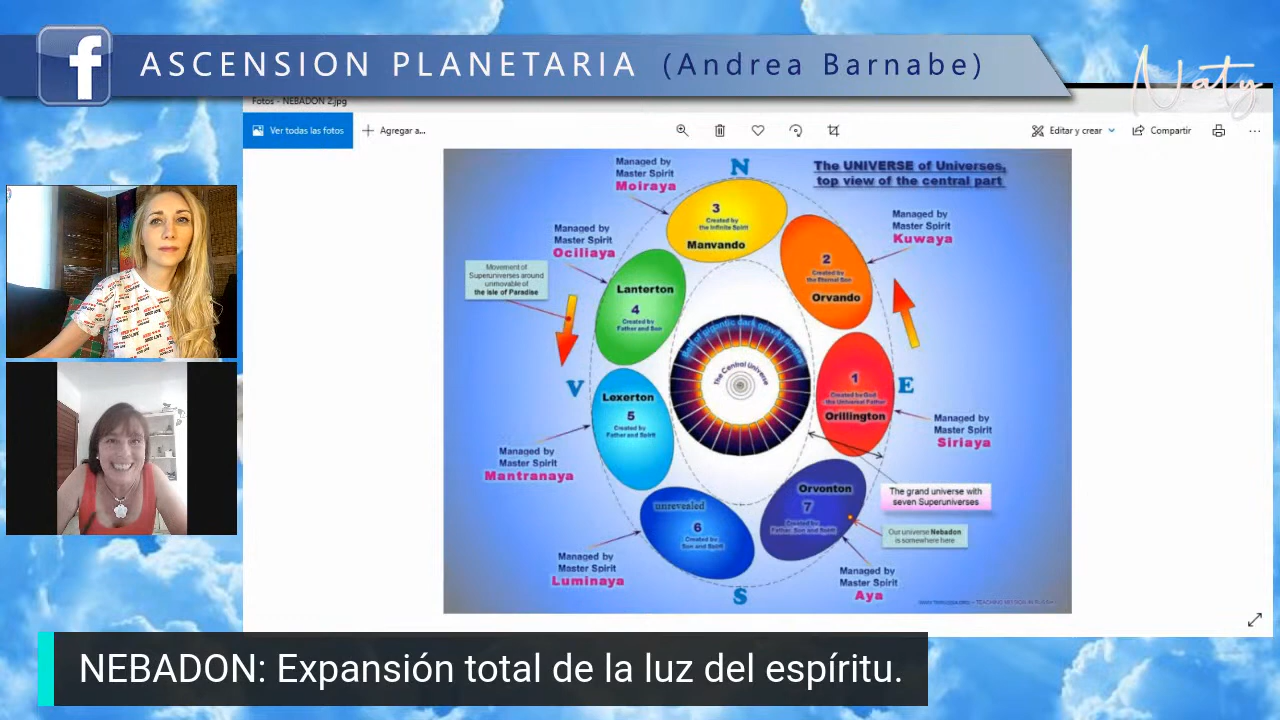 f ASCENSION PLANETARIA (Andrea Barnabe)
Naty
Fotos - NEBADON 2.jpg
Ver todas las fotos
Agregar a...
Editar y crear
Compartir
The UNIVERSE of Universes,
top view of the central part
N
Managed by
Master Spirit
Moiraya
3
Created by
the Infinite Spirit
Manvando
Managed by
Master Spirit
Kuwaya
2
Created by
the Eternal Son
Orvando
Managed by
Master Spirit
Ociliaya
Movement of
Superuniverses around
unmovable of
the Isle of Paradise
Lanterton
4
Created by
Father and Son
Belt of gigantic dark gravity bodies
The Central Universe
V
E
1
Created by God
- the Universal Father
Orillington
Managed by
Master Spirit
Siriaya
Lexerton
5
Created by
Father and Spirit
Managed by
Master Spirit
Mantranaya
The grand universe with
seven Superuniverses
Orvonton
7
Created by
Father, Son and Spirit
unrevealed
6
Created by
Son and Spirit
Our universe Nebadon
is somewhere here
Managed by
Master Spirit
Luminaya
Managed by
Master Spirit
Aya
S
NEBADON: Expansión total de la luz del espíritu.